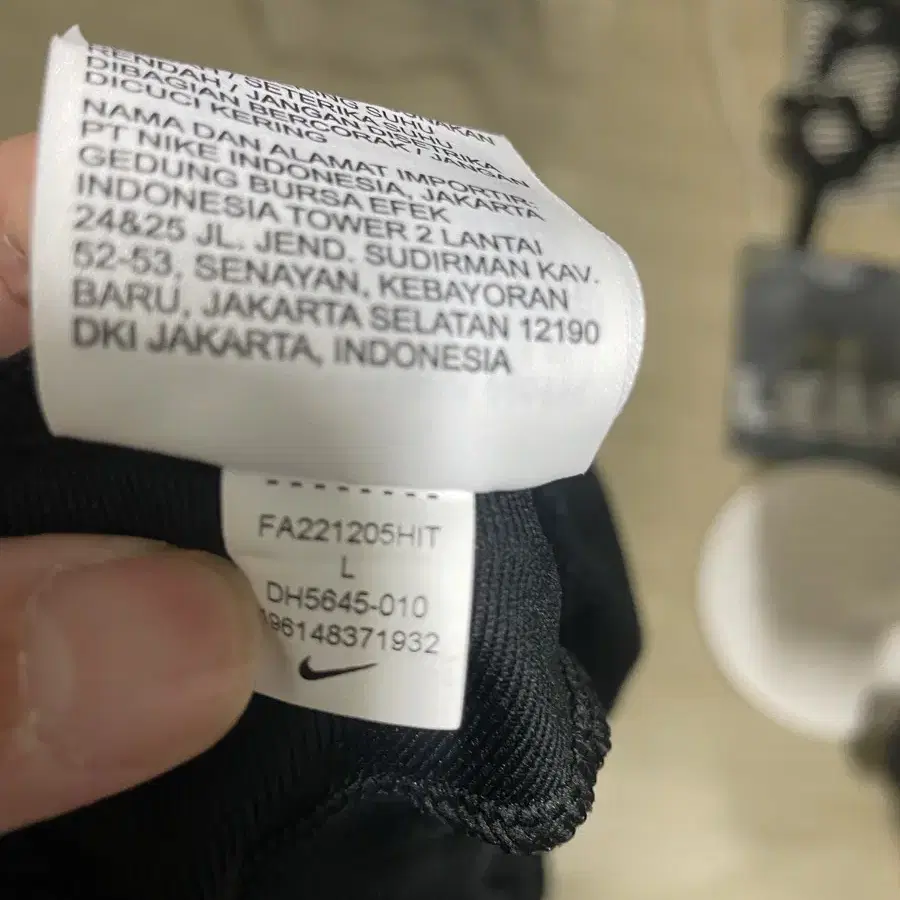 RENDAH / SETERIKA SUHU
DIBAGIAN BERCORAK / JANGAN
DICUCI KERING
NAMA DAN ALAMAT IMPORTIR:
PT NIKE INDONESIA, JAKARTA
GEDUNG BURSA EFEK
INDONESIA TOWER 2 LANTAI
24&25 JL. JEND. SUDIRMAN KAV.
52-53, SENAYAN, KEBAYORAN
BARU, JAKARTA SELATAN 12190
DKI JAKARTA, INDONESIA
FA221205HIT
L
DH5645-010
96148371932